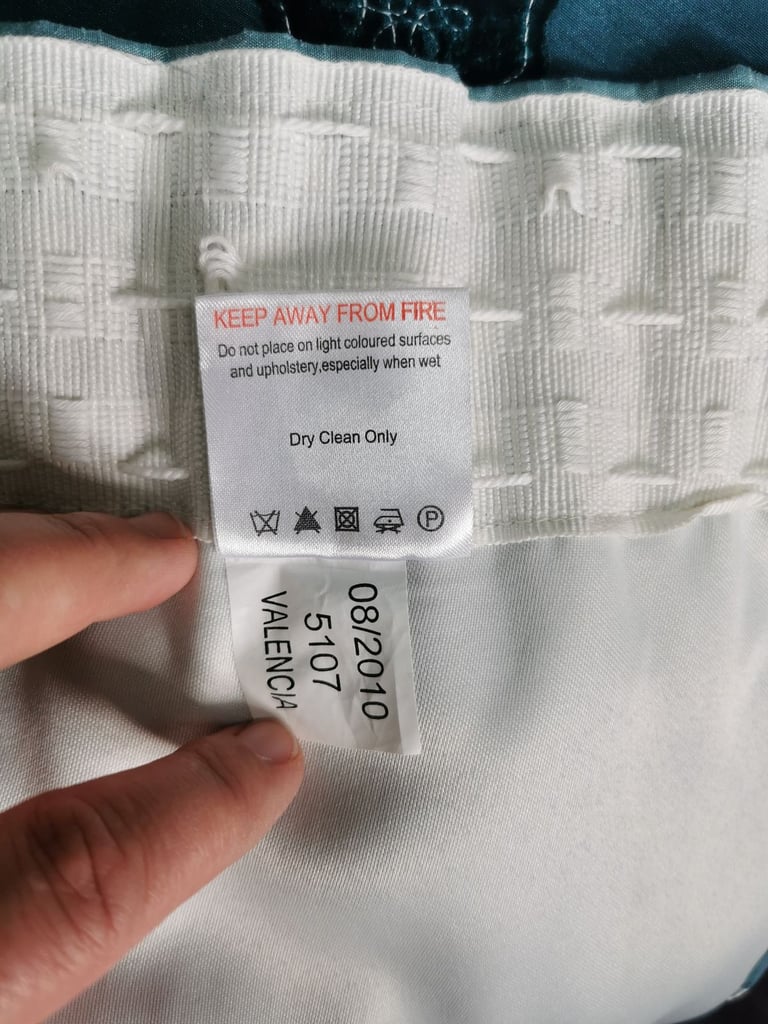 KEEP AWAY FROM FIRE
Do not place on light coloured surfaces
and upholstery,especially when wet
Dry Clean Only
P
08/2010
5107
VALENCIA